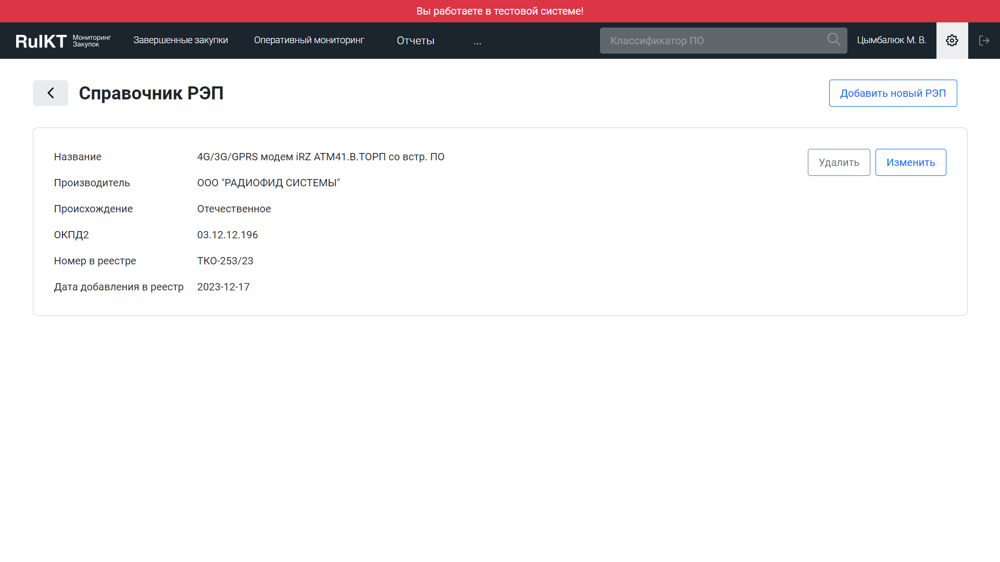 Вы работаете в тестовой системе!
RuIKT Мониторинг Закупок Завершенные закупки Оперативный мониторинг Отчеты ... Классификатор ПО Цымбалюк М. В.
Справочник РЭП Добавить новый РЭП
Название 4G/3G/GPRS модем iRZ ATM41.B.ТОРП со встр. ПО Удалить Изменить
Производитель ООО "РАДИОФИД СИСТЕМЫ"
Происхождение Отечественное
ОКПД2 03.12.12.196
Номер в реестре ТКО-253/23
Дата добавления в реестр 2023-12-17